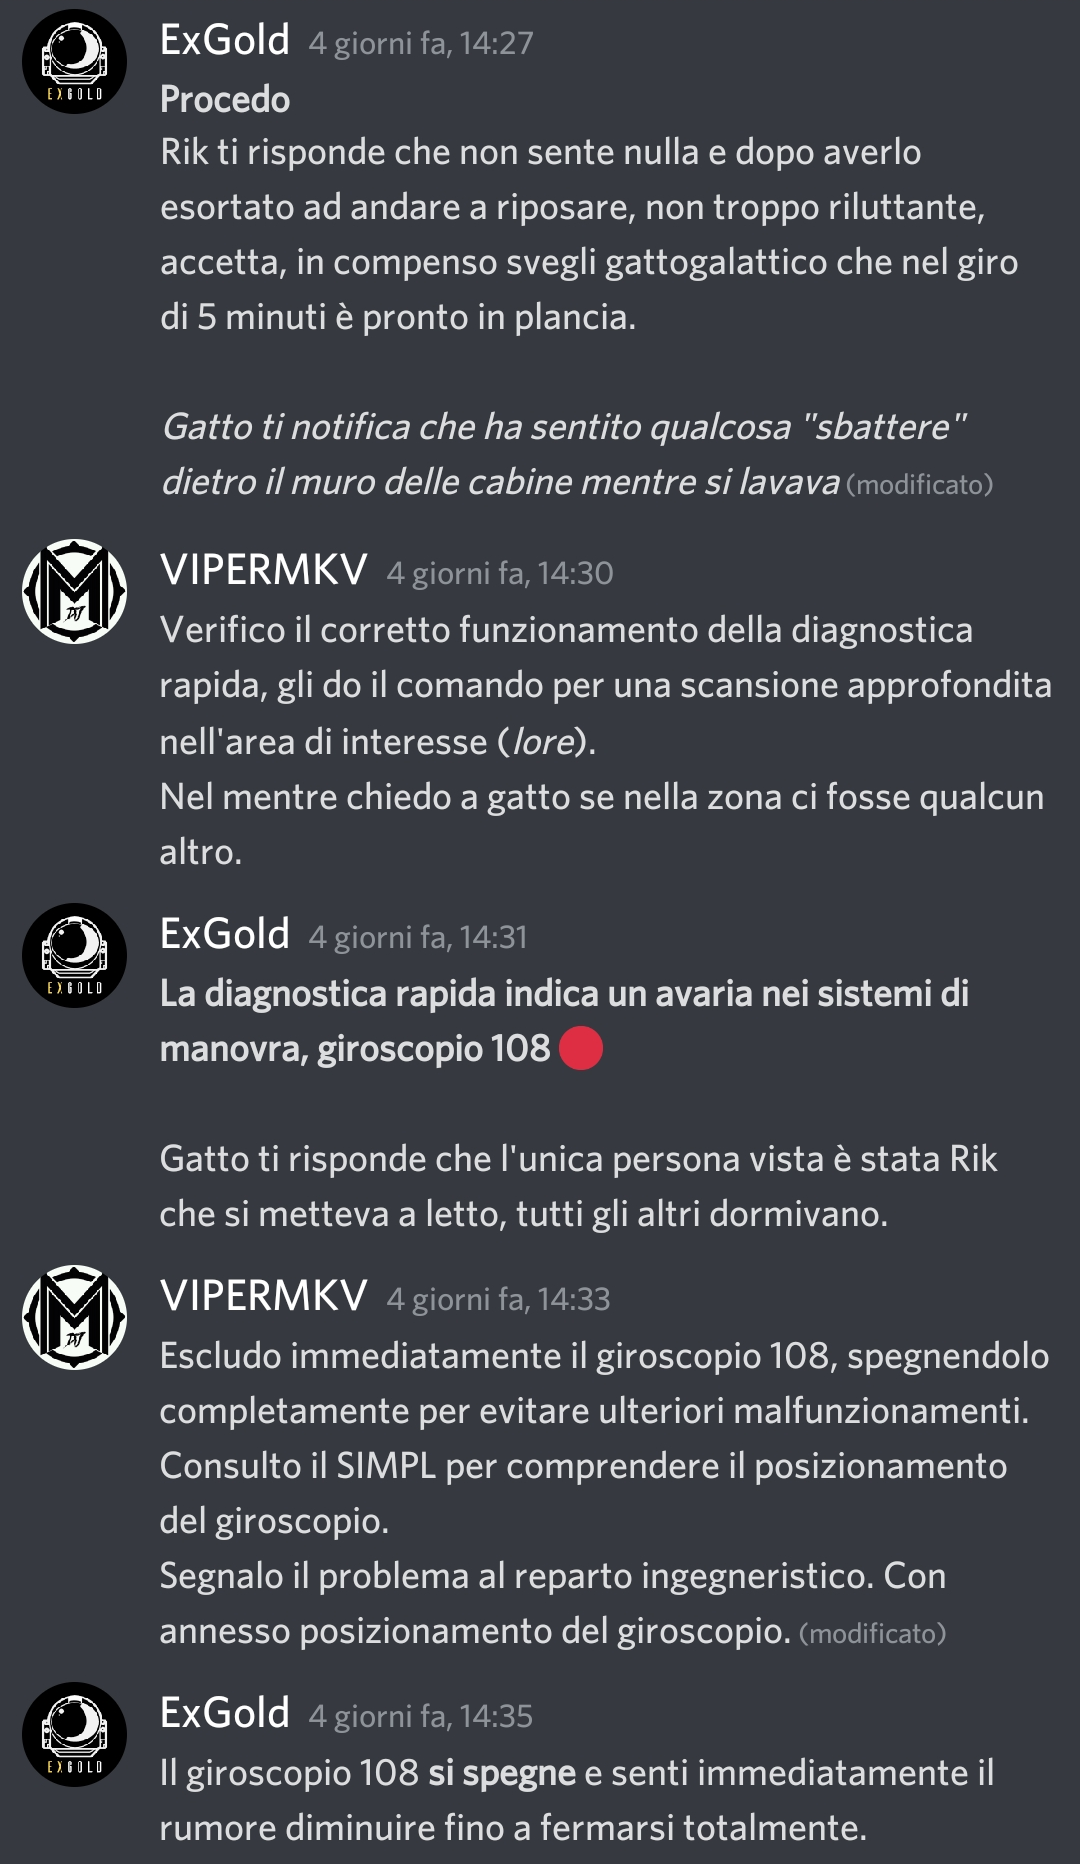 ExGold 4 giorni fa, 14:27
EXGOLD
Procedo
Rik ti risponde che non sente nulla e dopo averlo
esortato ad andare a riposare, non troppo riluttante,
accetta, in compenso svegli gattogalattico che nel giro
di 5 minuti è pronto in plancia.
Gatto ti notifica che ha sentito qualcosa "sbattere"
dietro il muro delle cabine mentre si lavava (modificato)
VIPERMKV 4 giorni fa, 14:30
M
Verifico il corretto funzionamento della diagnostica
rapida, gli do il comando per una scansione approfondita
nell'area di interesse (lore).
Nel mentre chiedo a gatto se nella zona ci fosse qualcun
altro.
ExGold 4 giorni fa, 14:31
EXGOLD
La diagnostica rapida indica un avaria nei sistemi di
manovra, giroscopio 108
Gatto ti risponde che l'unica persona vista è stata Rik
che si metteva a letto, tutti gli altri dormivano.
VIPERMKV 4 giorni fa, 14:33
M
Escludo immediatamente il giroscopio 108, spegnendolo
completamente per evitare ulteriori malfunzionamenti.
Consulto il SIMPL per comprendere il posizionamento
del giroscopio.
Segnalo il problema al reparto ingegneristico. Con
annesso posizionamento del giroscopio. (modificato)
ExGold 4 giorni fa, 14:35
EXGOLD
Il giroscopio 108 si spegne e senti immediatamente il
rumore diminuire fino a fermarsi totalmente.